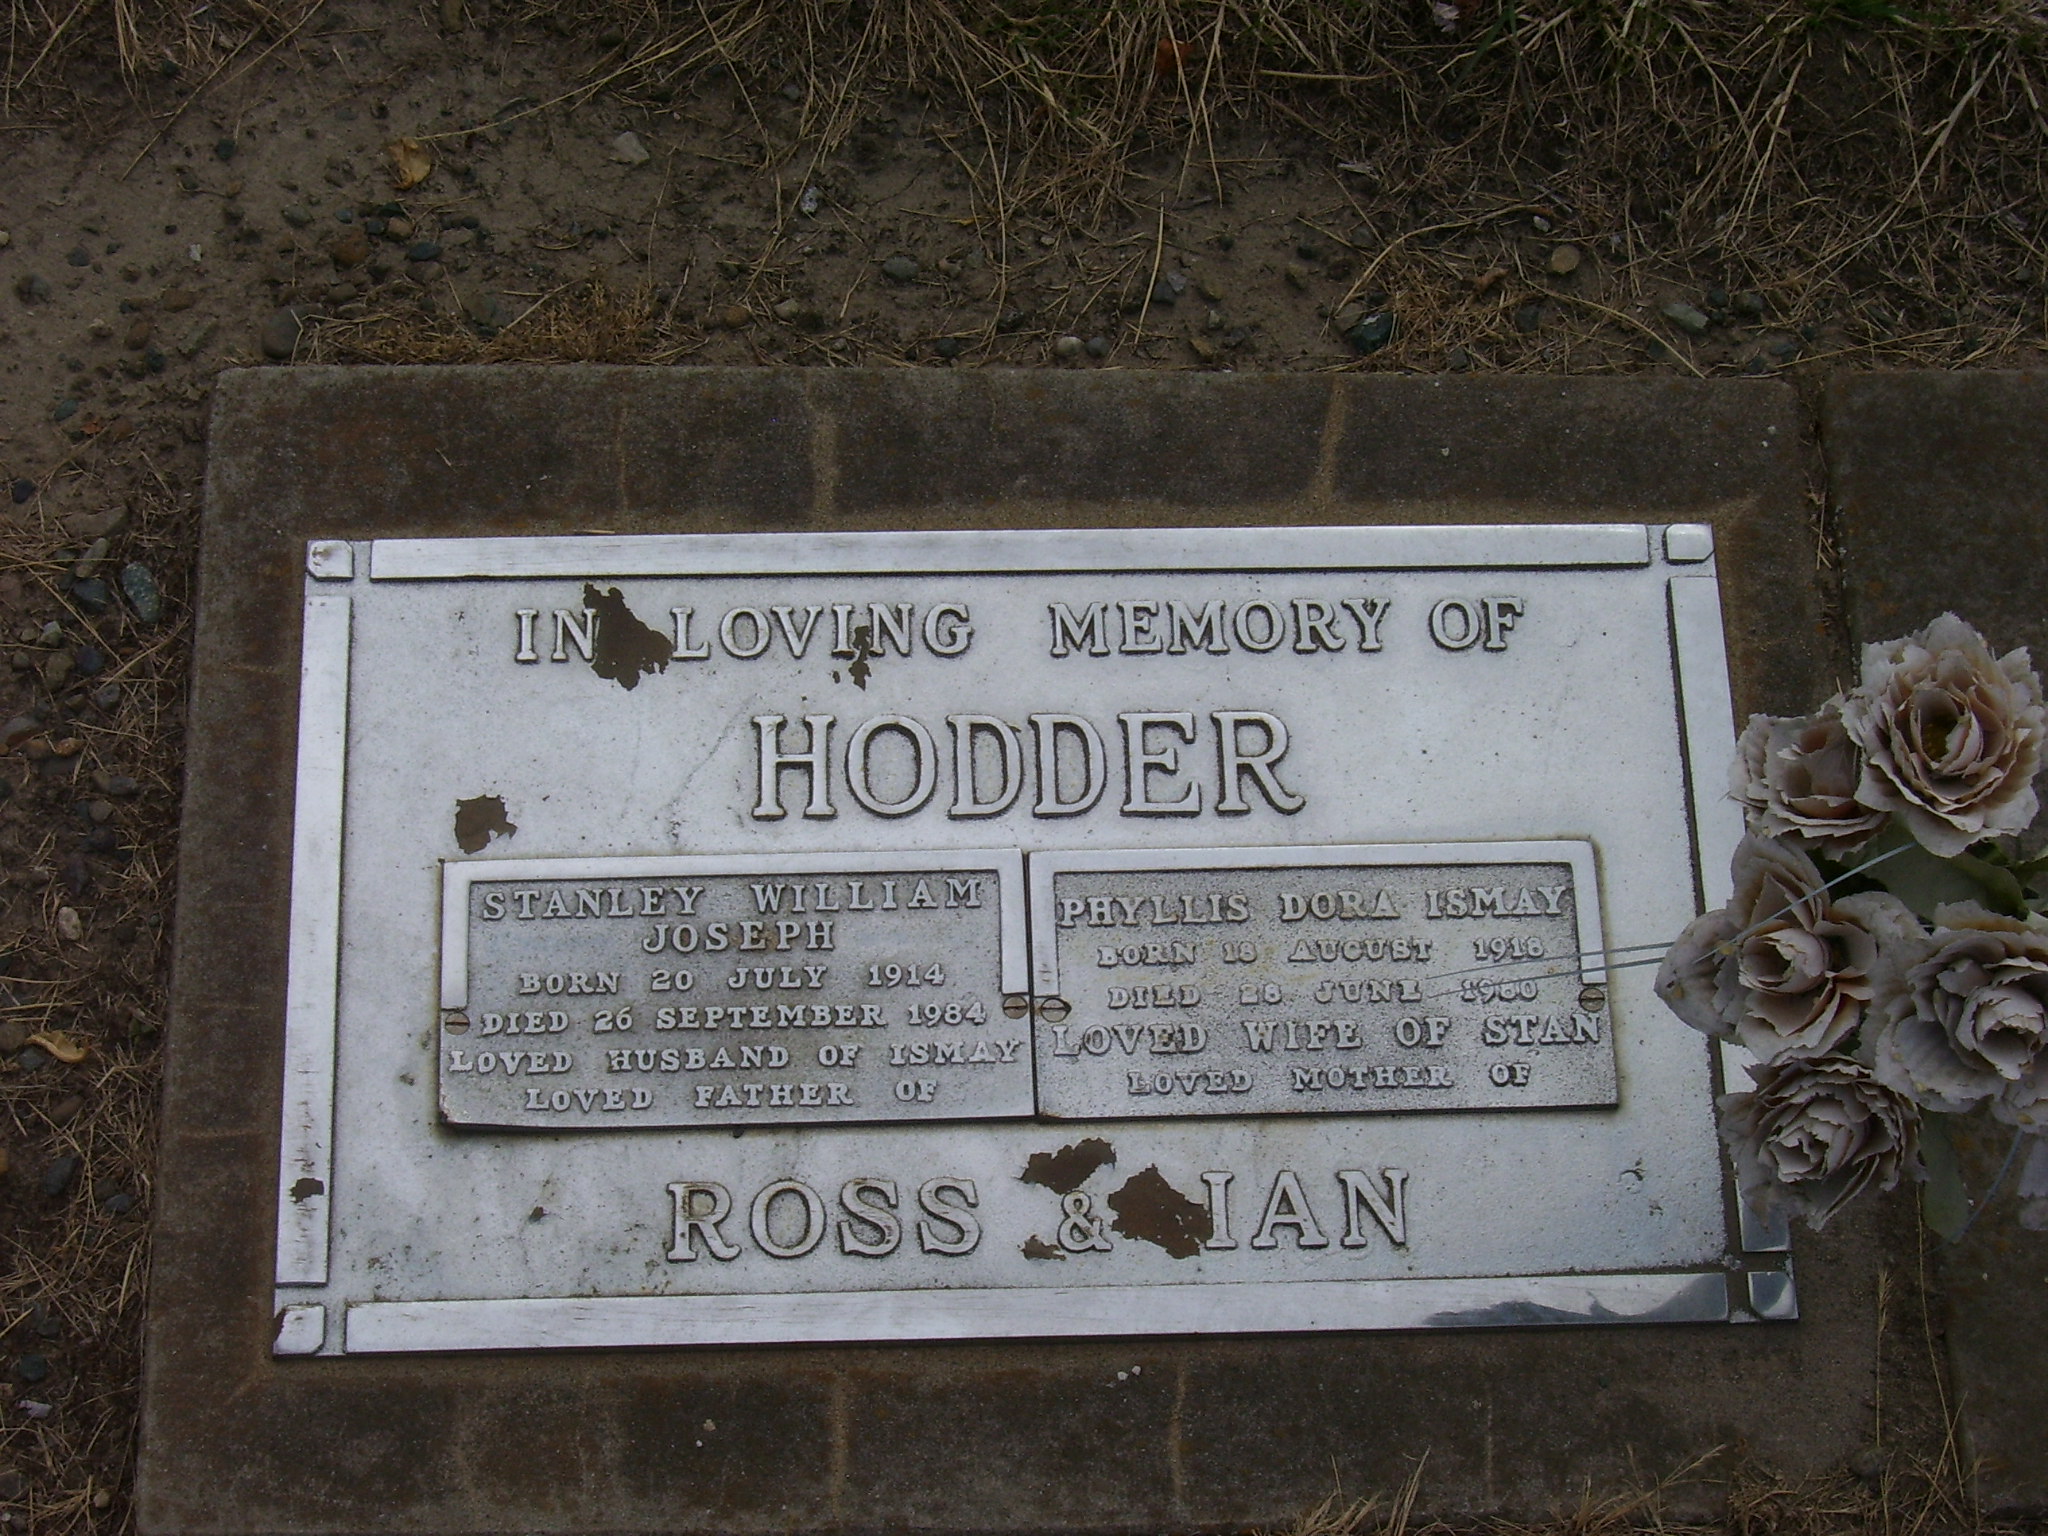 IN LOVING MEMORY OF
HODDER
STANLEY WILLIAM
JOSEPH
BORN 20 JULY 1914
DIED 26 SEPTEMBER 1984
LOVED HUSBAND OF ISMAY
LOVED FATHER OF
PHYLLIS DORA ISMAY
BORN 18 AUGUST 1918
DIED 28 JUNE 1980
LOVED WIFE OF STAN
LOVED MOTHER OF
ROSS & IAN